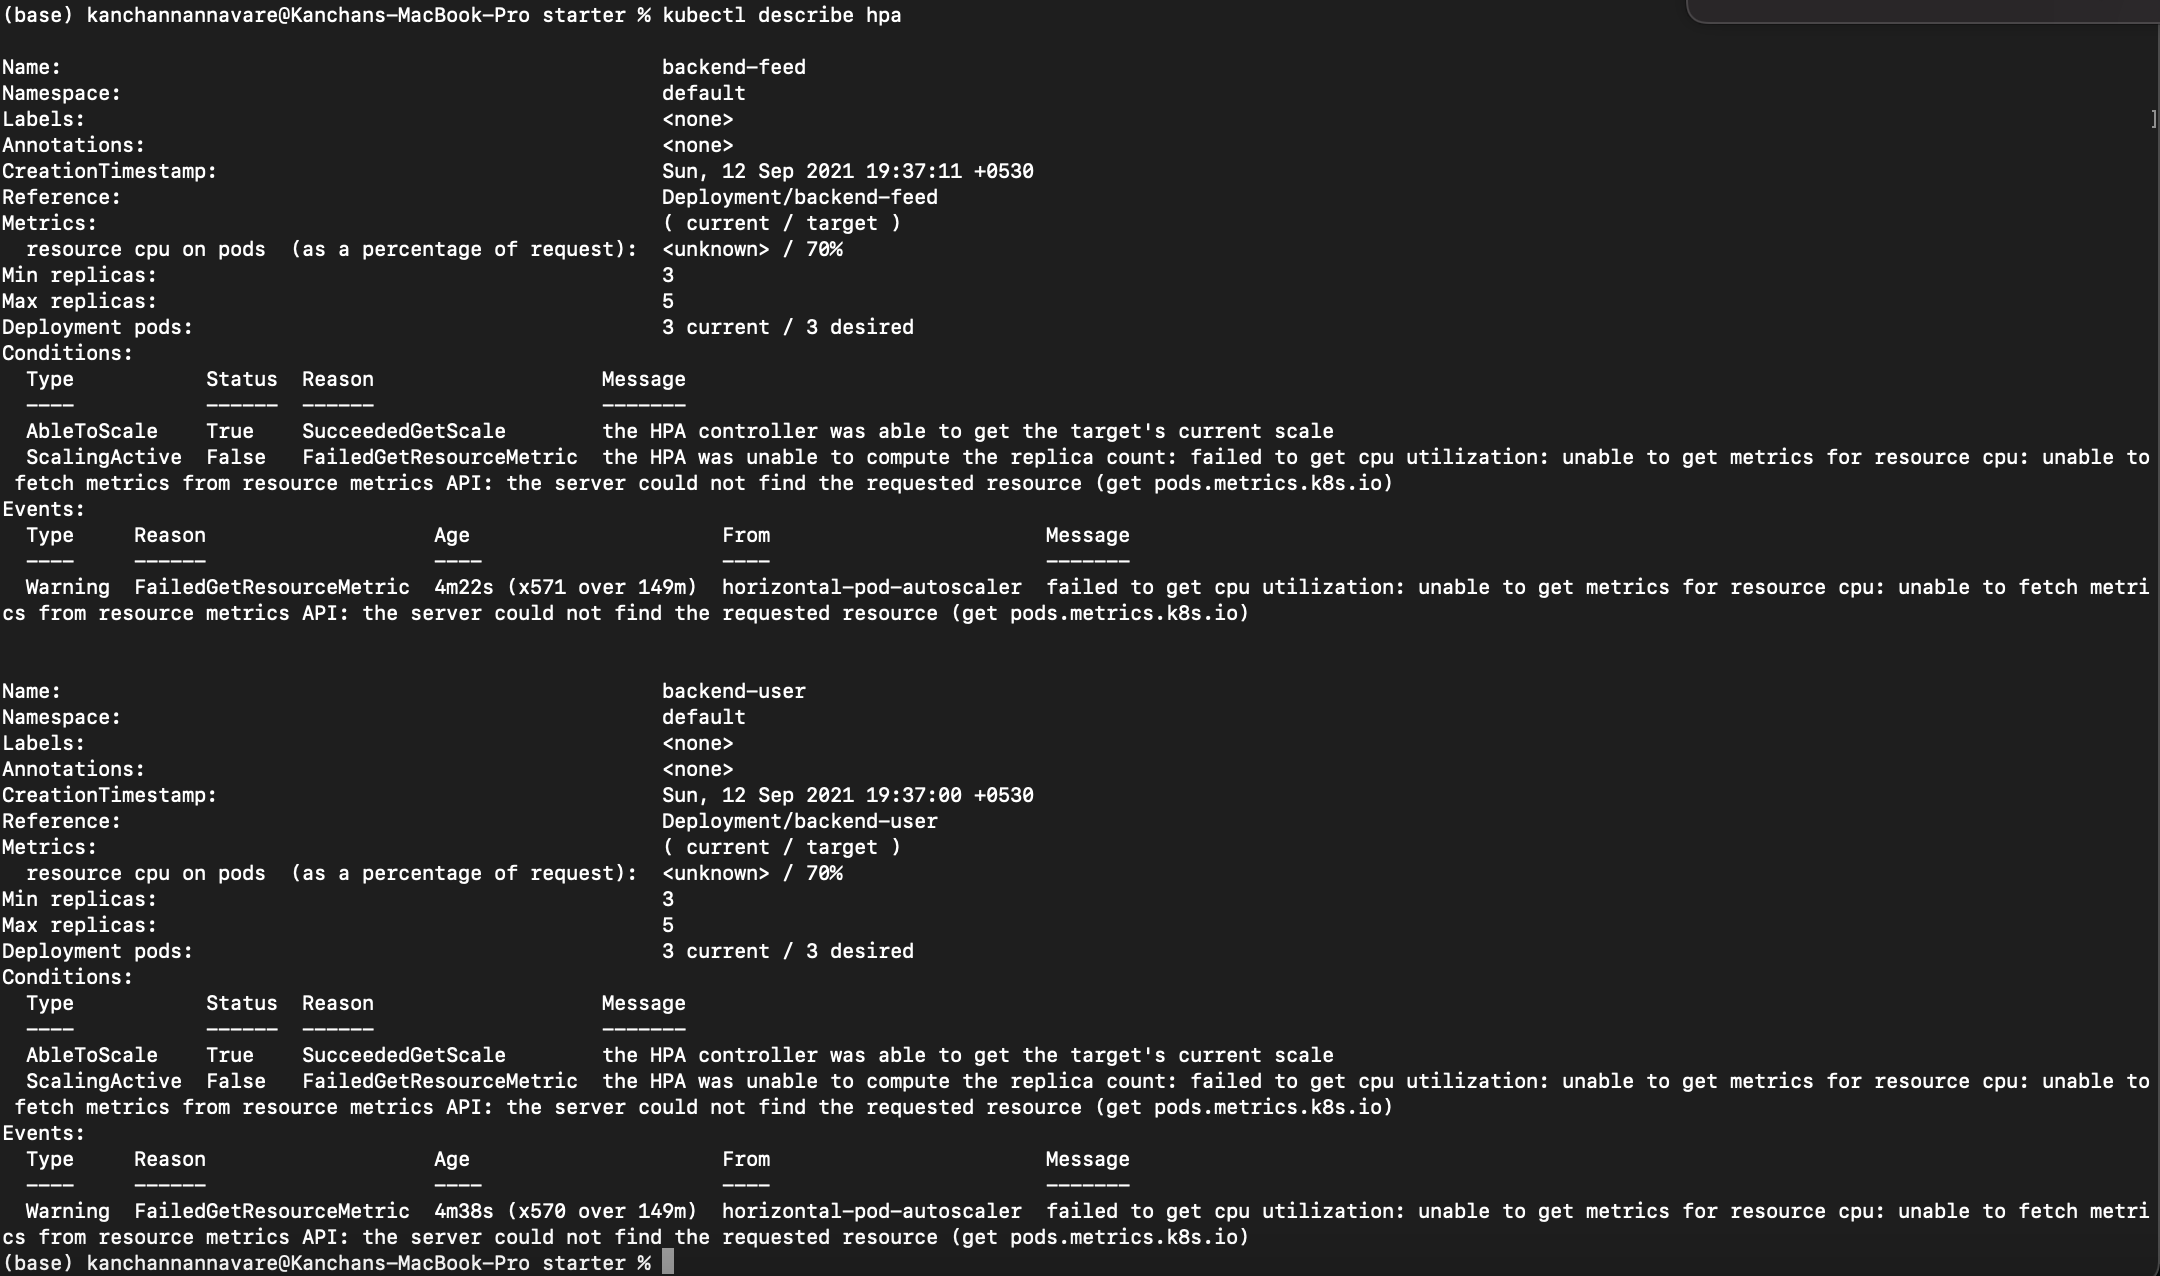 (base) kanchannannavare@Kanchans-MacBook-Pro starter % kubectl describe hpa
Name:                                                  backend-feed
Namespace:                                             default
Labels:                                                <none>
Annotations:                                           <none>
CreationTimestamp:                                     Sun, 12 Sep 2021 19:37:11 +0530
Reference:                                             Deployment/backend-feed
Metrics:                                               ( current / target )
  resource cpu on pods  (as a percentage of request):  <unknown> / 70%
Min replicas:                                          3
Max replicas:                                          5
Deployment pods:                                       3 current / 3 desired
Conditions:
  Type           Status  Reason                   Message
  ----           ------  ------                   -------
  AbleToScale    True    SucceededGetScale        the HPA controller was able to get the target's current scale
  ScalingActive  False   FailedGetResourceMetric  the HPA was unable to compute the replica count: failed to get cpu utilization: unable to get metrics for resource cpu: unable to
 fetch metrics from resource metrics API: the server could not find the requested resource (get pods.metrics.k8s.io)
Events:
  Type     Reason                   Age                     From                       Message
  ----     ------                   ----                    ----                       -------
  Warning  FailedGetResourceMetric  4m22s (x571 over 149m)  horizontal-pod-autoscaler  failed to get cpu utilization: unable to get metrics for resource cpu: unable to fetch metri
cs from resource metrics API: the server could not find the requested resource (get pods.metrics.k8s.io)
Name:                                                  backend-user
Namespace:                                             default
Labels:                                                <none>
Annotations:                                           <none>
CreationTimestamp:                                     Sun, 12 Sep 2021 19:37:00 +0530
Reference:                                             Deployment/backend-user
Metrics:                                               ( current / target )
  resource cpu on pods  (as a percentage of request):  <unknown> / 70%
Min replicas:                                          3
Max replicas:                                          5
Deployment pods:                                       3 current / 3 desired
Conditions:
  Type           Status  Reason                   Message
  ----           ------  ------                   -------
  AbleToScale    True    SucceededGetScale        the HPA controller was able to get the target's current scale
  ScalingActive  False   FailedGetResourceMetric  the HPA was unable to compute the replica count: failed to get cpu utilization: unable to get metrics for resource cpu: unable to
 fetch metrics from resource metrics API: the server could not find the requested resource (get pods.metrics.k8s.io)
Events:
  Type     Reason                   Age                     From                       Message
  ----     ------                   ----                    ----                       -------
  Warning  FailedGetResourceMetric  4m38s (x570 over 149m)  horizontal-pod-autoscaler  failed to get cpu utilization: unable to get metrics for resource cpu: unable to fetch metri
cs from resource metrics API: the server could not find the requested resource (get pods.metrics.k8s.io)
(base) kanchannannavare@Kanchans-MacBook-Pro starter %